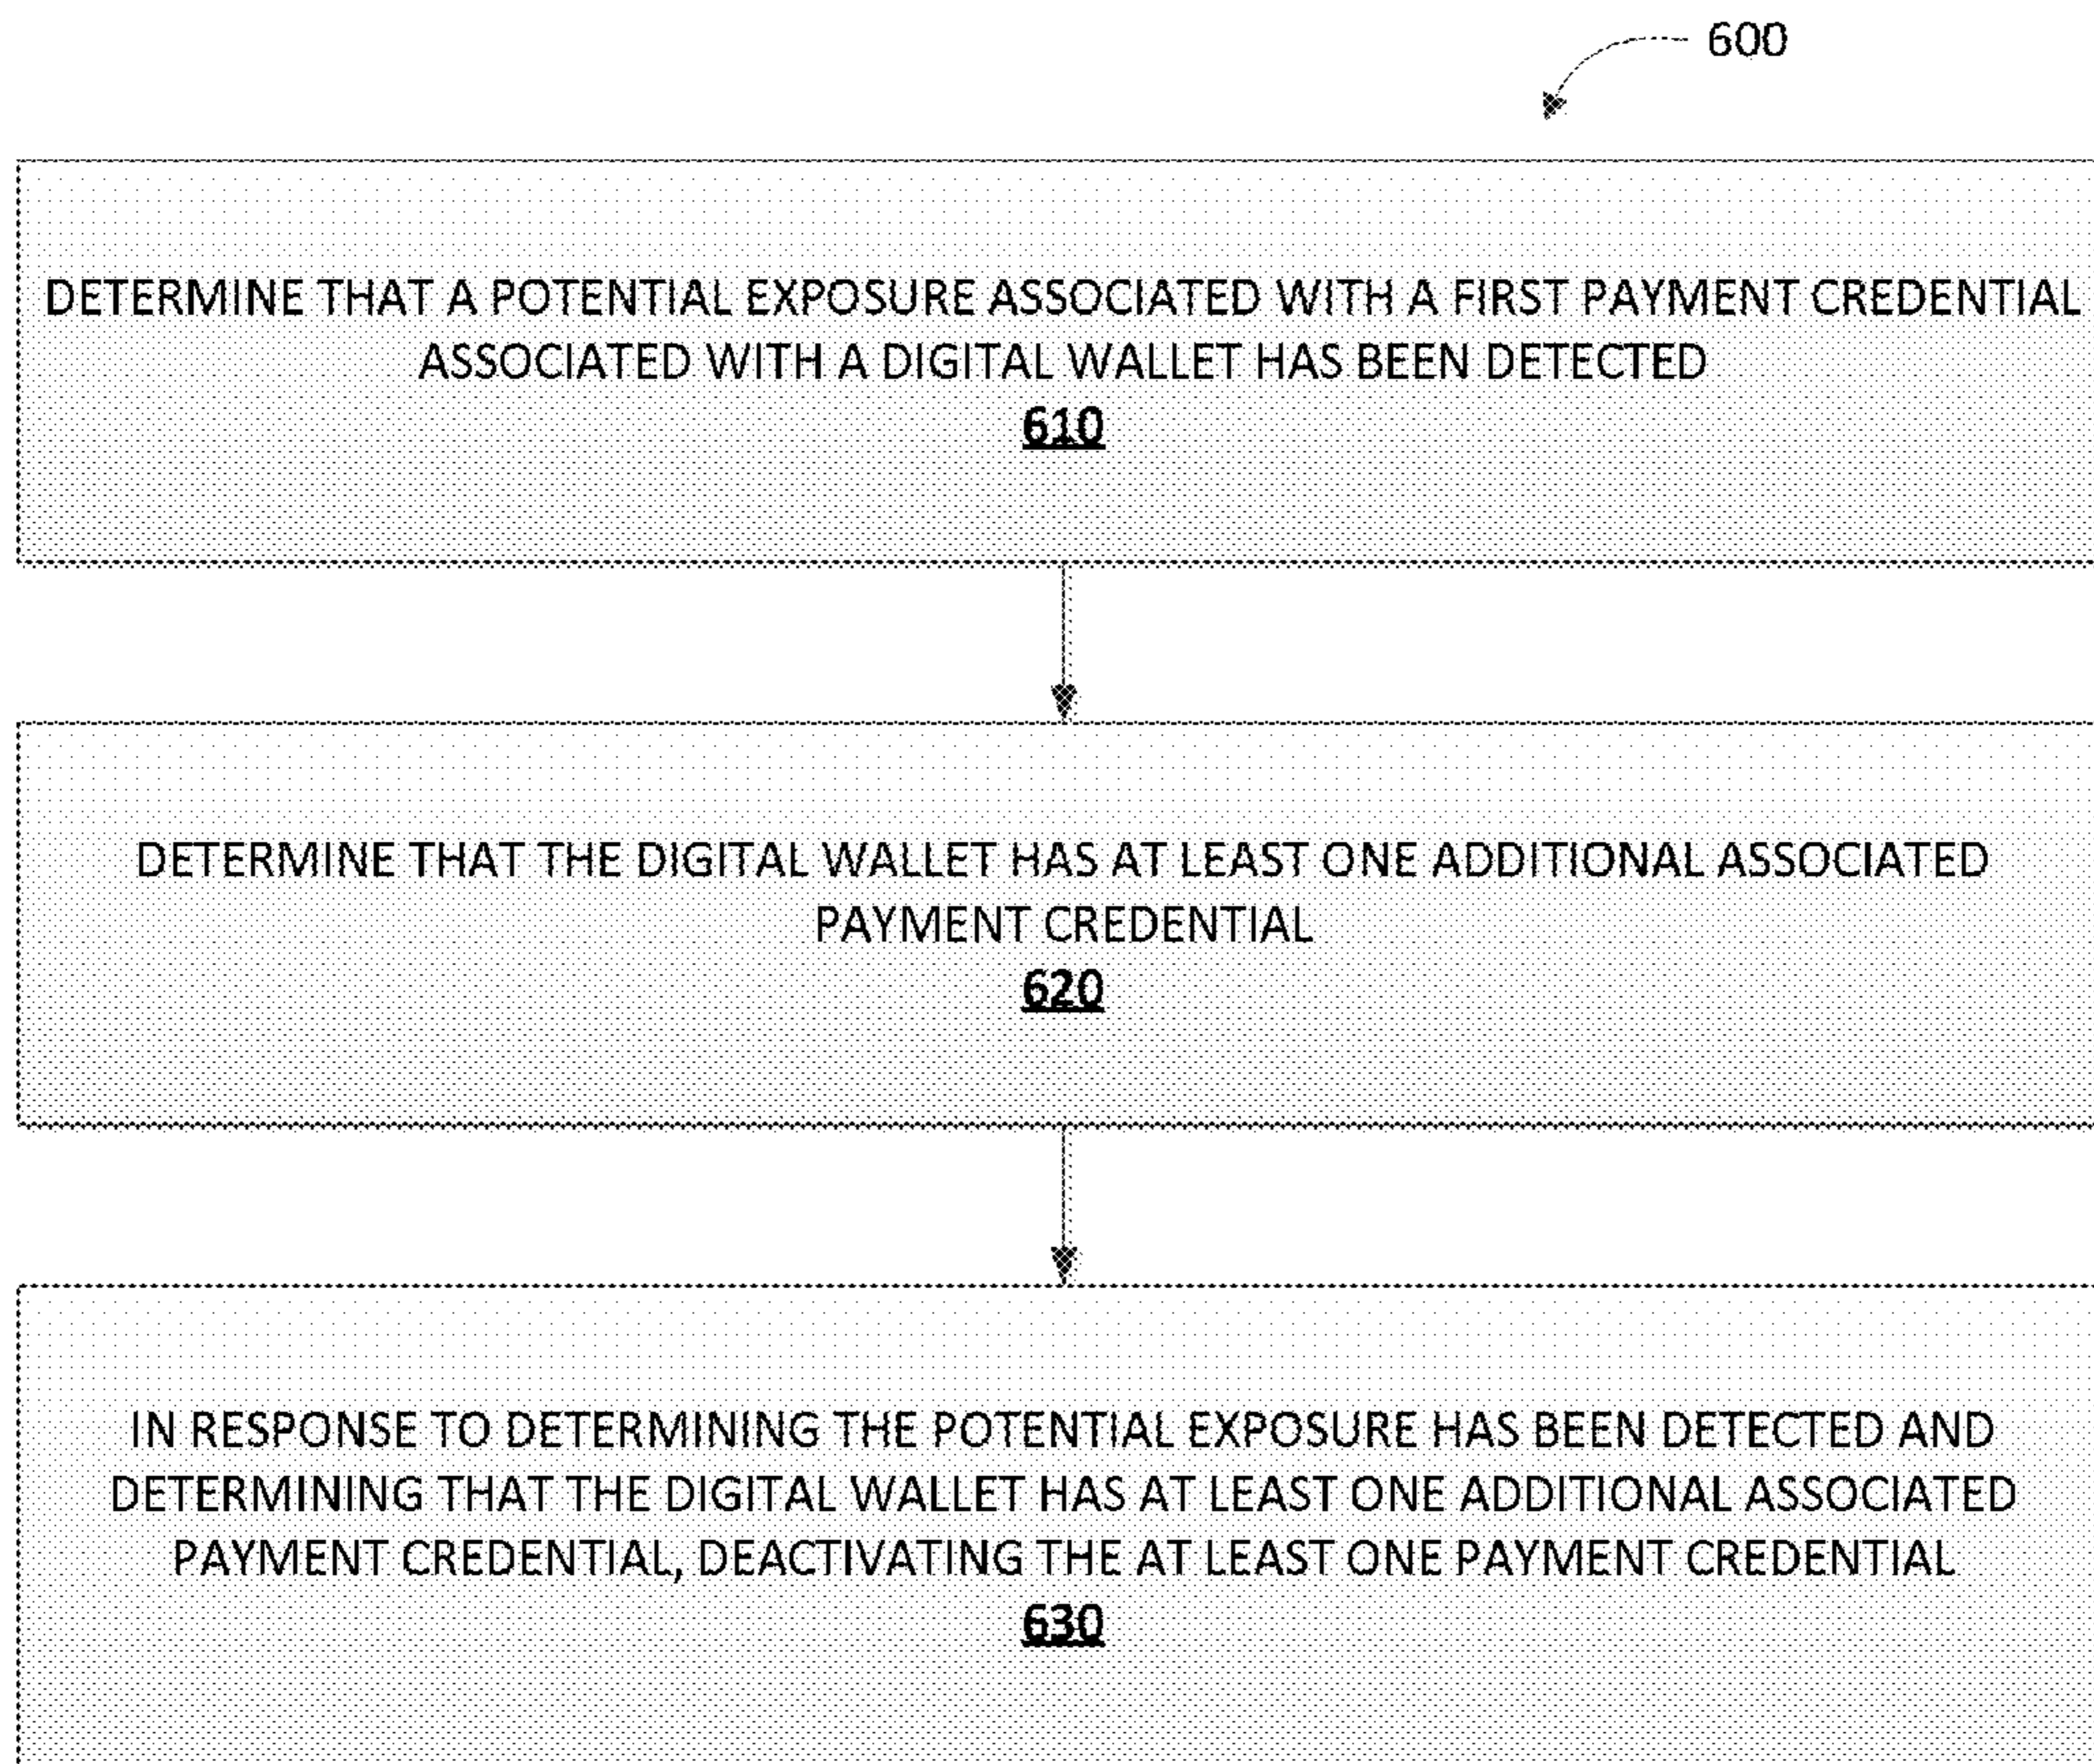 600
DETERMINE THAT A POTENTIAL EXPOSURE ASSOCIATED WITH A FIRST PAYMENT CREDENTIAL
ASSOCIATED WITH A DIGITAL WALLET HAS BEEN DETECTED
610
DETERMINE THAT THE DIGITAL WALLET HAS AT LEAST ONE ADDITIONAL ASSOCIATED
PAYMENT CREDENTIAL
620
IN RESPONSE TO DETERMINING THE POTENTIAL EXPOSURE HAS BEEN DETECTED AND
DETERMINING THAT THE DIGITAL WALLET HAS AT LEAST ONE ADDITIONAL ASSOCIATED
PAYMENT CREDENTIAL, DEACTIVATING THE AT LEAST ONE PAYMENT CREDENTIAL
630